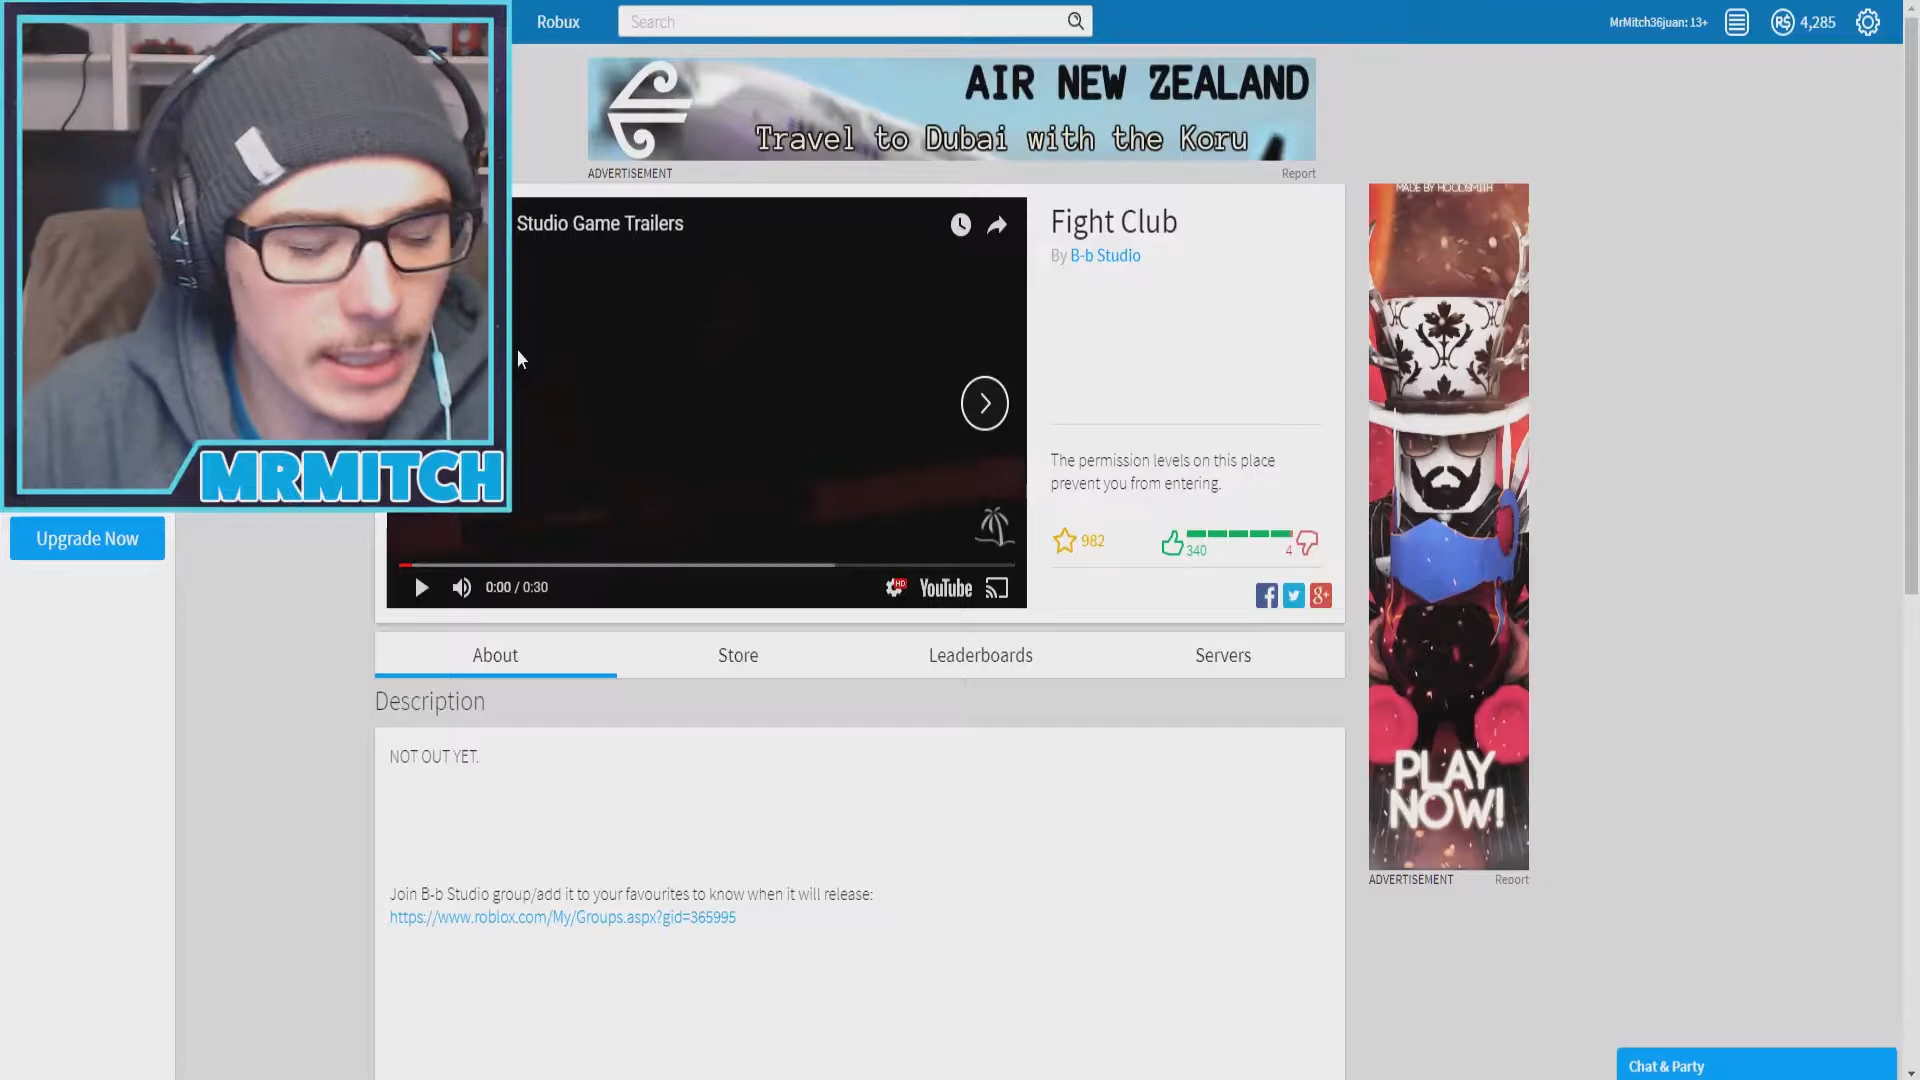 Robux
Search
MrMitch36juan: 13+
R$ 4,285
AIR NEW ZEALAND
Travel to Dubai with the Koru
ADVERTISEMENT
Report
MRMITCH
Upgrade Now
Studio Game Trailers
0:00 / 0:30
HD
YouTube
Fight Club
By B-b Studio
The permission levels on this place
prevent you from entering.
982
340
4
MADE BY HOODSMITH
PLAY
NOW!
ADVERTISEMENT
Report
About
Store
Leaderboards
Servers
Description
NOT OUT YET.
Join B-b Studio group/add it to your favourites to know when it will release:
https://www.roblox.com/My/Groups.aspx?gid=365995
Chat & Party